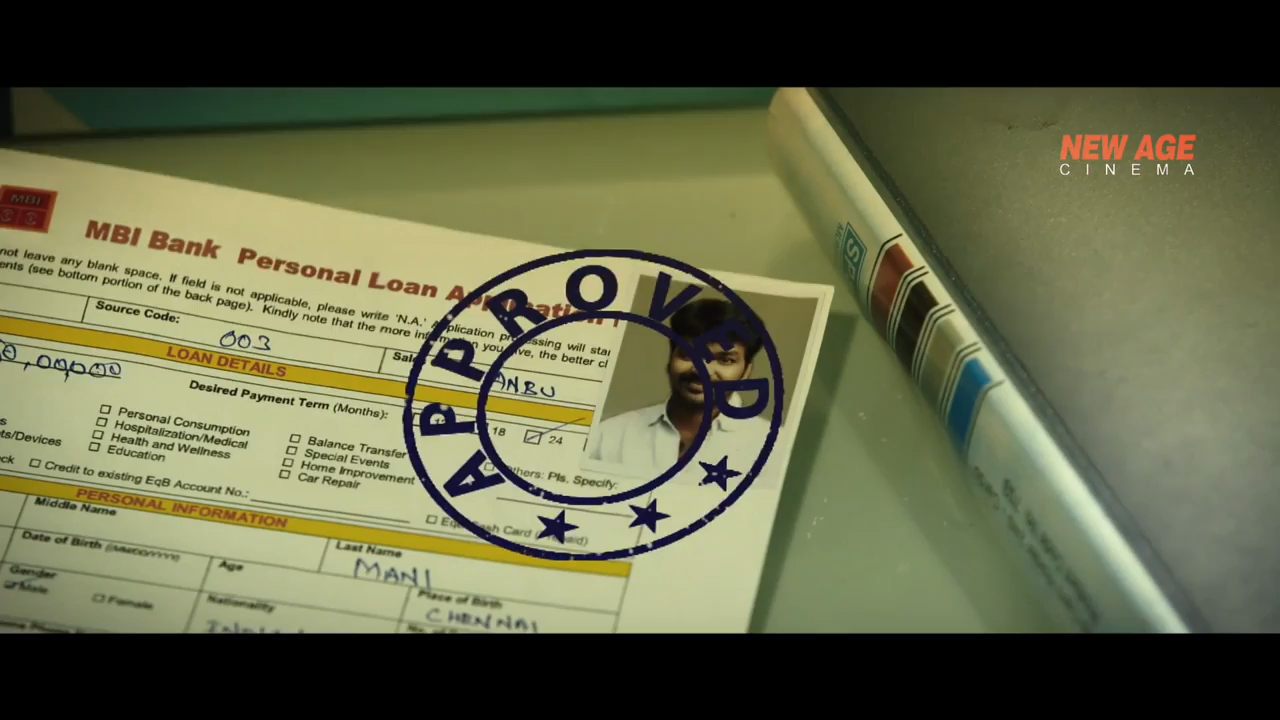 NEW AGE
CINEMA
MBI
MBI Bank Personal Loan
not leave any blank space. If field is not applicable, please write 'N.A.'
(see bottom portion of the back page). Kindly note that the more
Source Code:
003
ANBU
LOAN DETAILS
Desired Payment Term (Months):
18
24
Personal Consumption
Hospitalization/Medical
Health and Wellness
Education
Balance Transfer
Special Events
Home Improvement
Car Repair
Others: Pls. Specify:
Credit to existing EqB Account No.:
PERSONAL INFORMATION
Middle Name
Last Name
MANI
Date of Birth (MM/DD/YYYY)
Age
Place of Birth
CHENNAI
Gender
Male
Female
Nationality
APPROVED